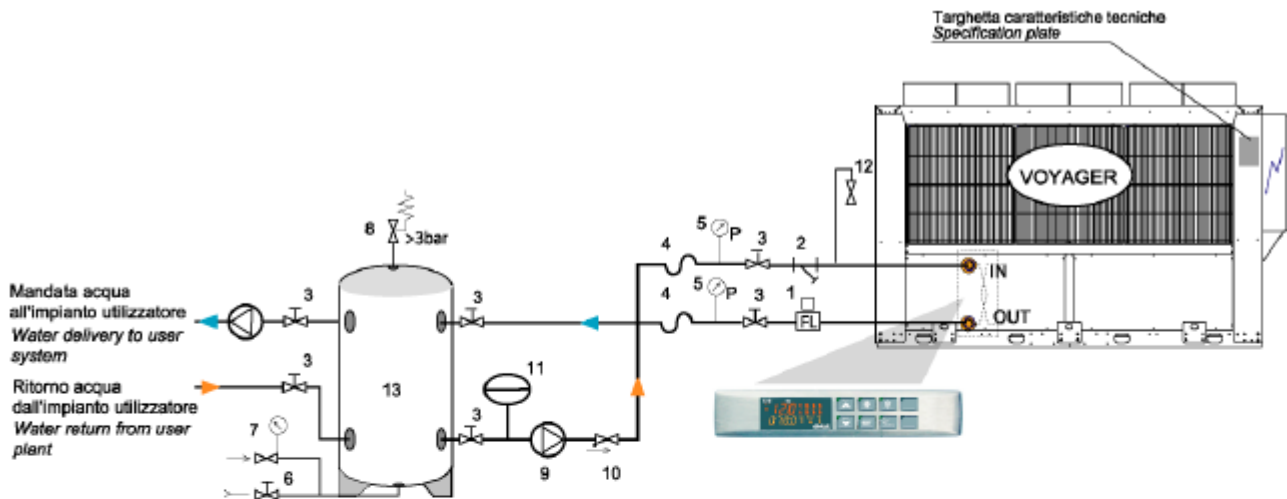 Targhetta caratteristiche tecniche
Specification plate
VOYAGER
12
8
>3bar
5
P
3
2
4
IN
5
P
3
1
4
FL
OUT
Mandata acqua
all'impianto utilizzatore
Water delivery to user
system
3
3
Ritorno acqua
dall'impianto utilizzatore
Water return from user
plant
3
13
11
7
3
9
10
6